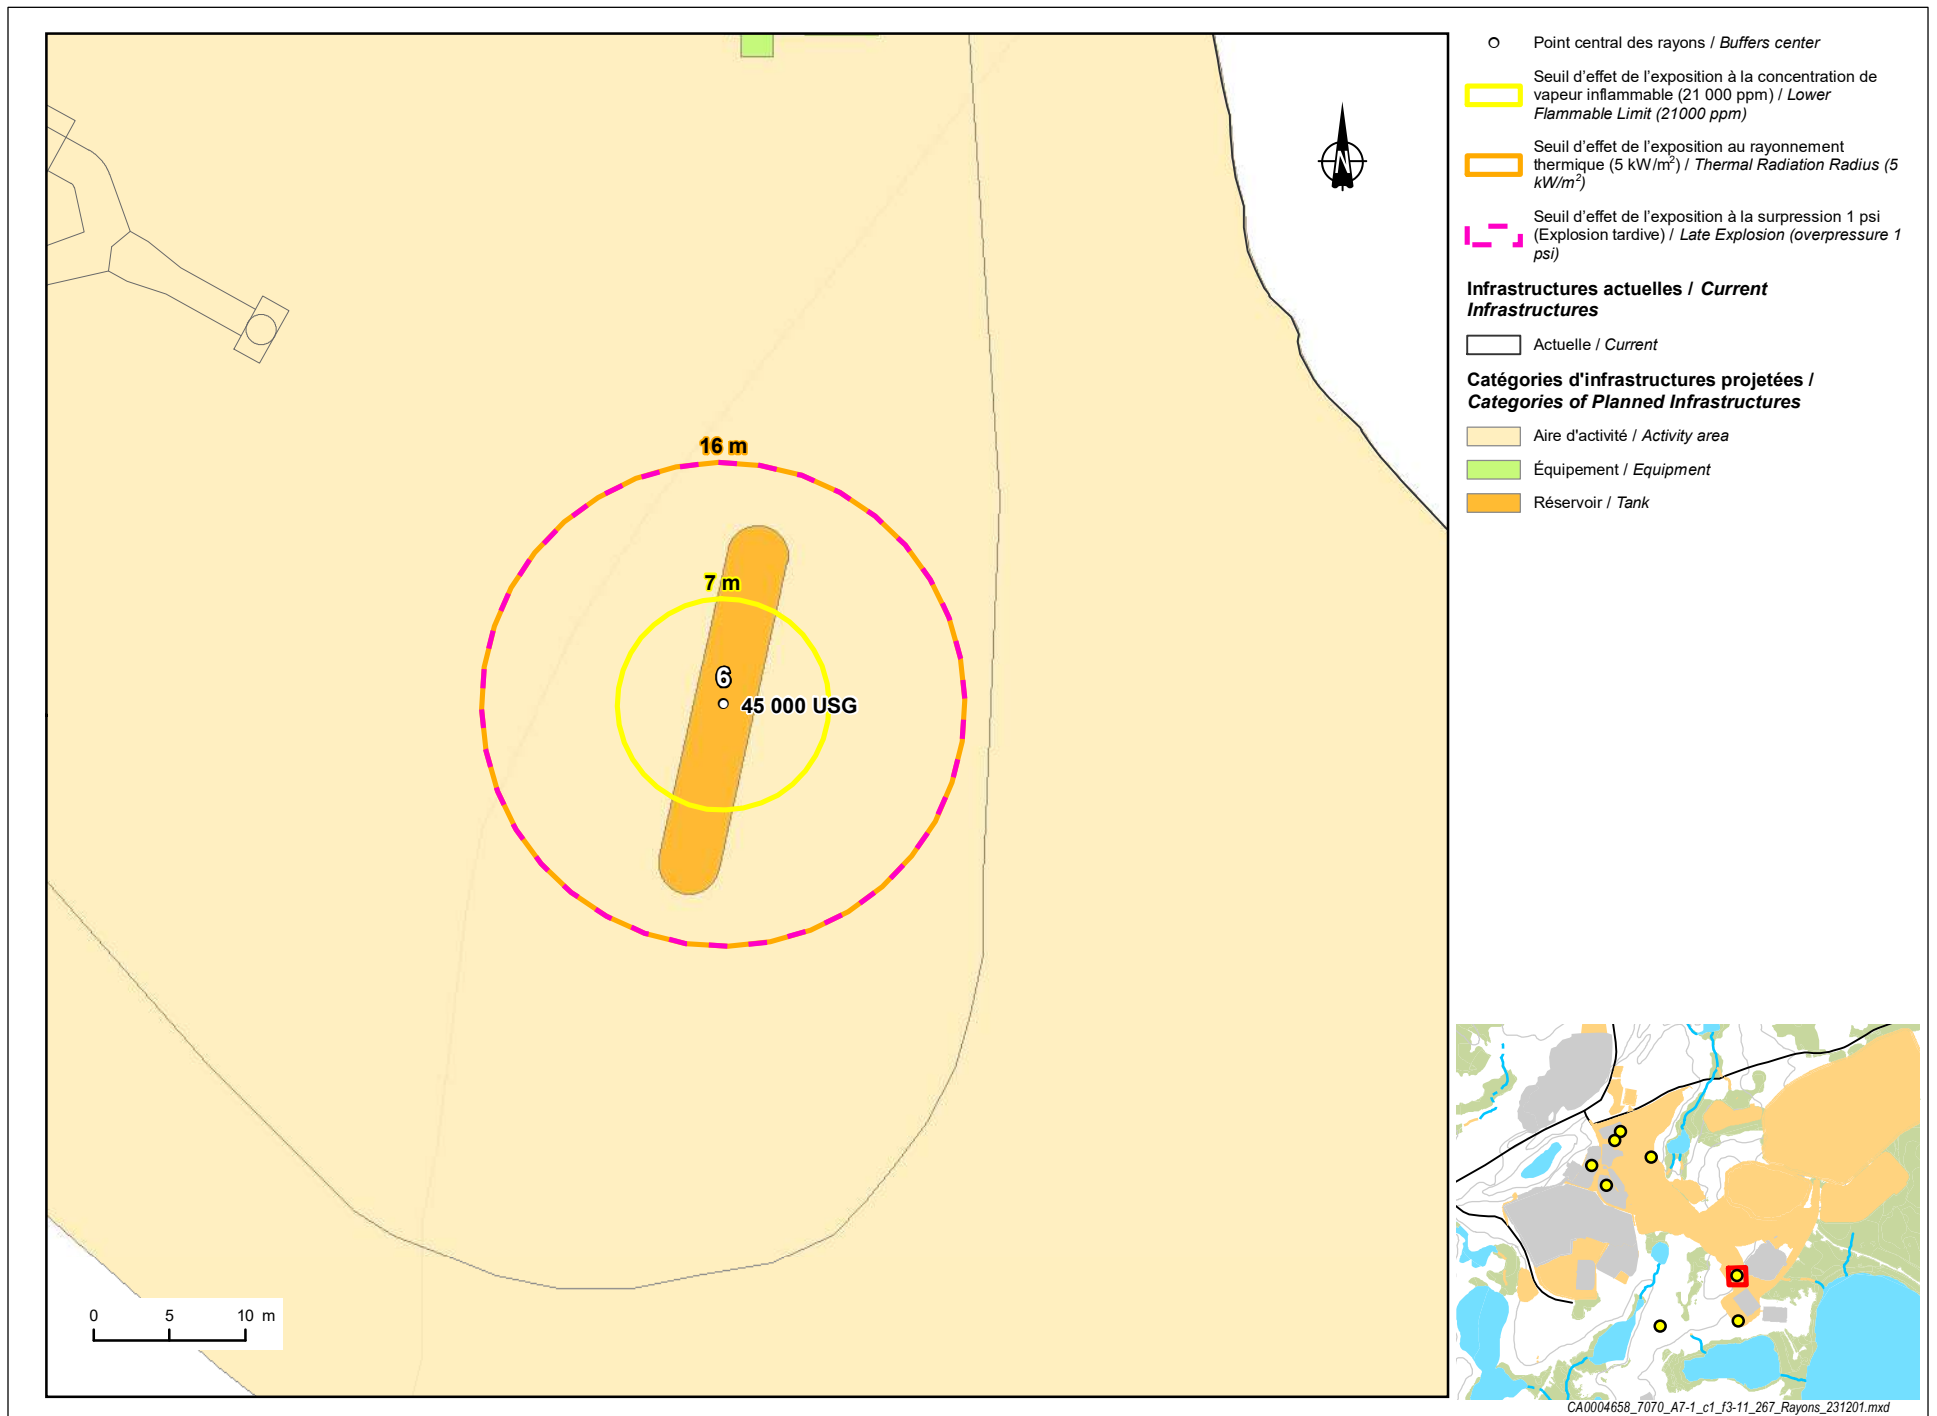 16 m
7 m
6
45 000 USG
N
0 5 10 m
Point central des rayons / Buffers center
Seuil d'effet de l'exposition à la concentration de
vapeur inflammable (21 000 ppm) / Lower
Flammable Limit (21000 ppm)
Seuil d'effet de l'exposition au rayonnement
thermique (5 kW/m²) / Thermal Radiation Radius (5
kW/m²)
Seuil d'effet de l'exposition à la surpression 1 psi
(Explosion tardive) / Late Explosion (overpressure 1
psi)
Infrastructures actuelles / Current
Infrastructures
Actuelle / Current
Catégories d'infrastructures projetées /
Categories of Planned Infrastructures
Aire d'activité / Activity area
Équipement / Equipment
Réservoir / Tank
CA0004658_7070_A7-1_c1_f3-11_267_Rayons_231201.mxd